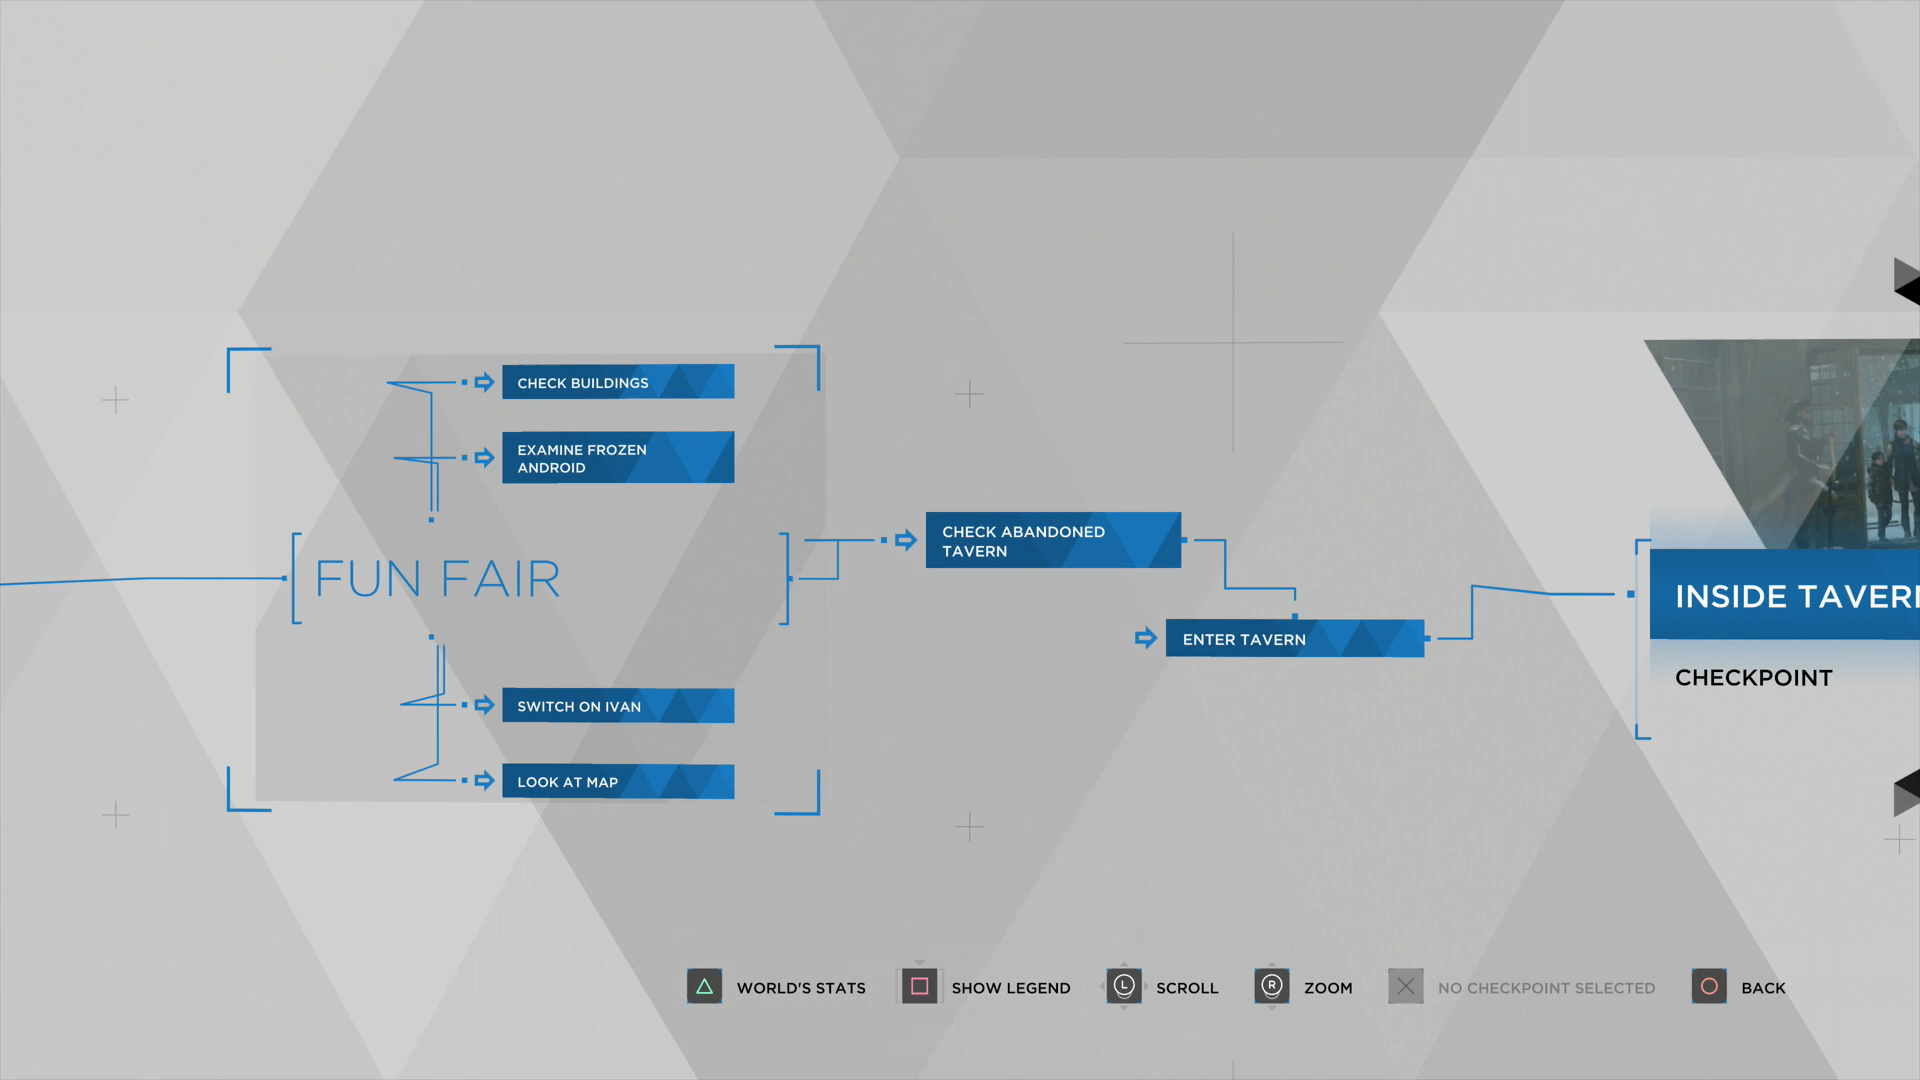 CHECK BUILDINGS
EXAMINE FROZEN
ANDROID
FUN FAIR
SWITCH ON IVAN
LOOK AT MAP
CHECK ABANDONED
TAVERN
ENTER TAVERN
INSIDE TAVERN
CHECKPOINT
WORLD'S STATS
SHOW LEGEND
L
SCROLL
R
ZOOM
NO CHECKPOINT SELECTED
BACK